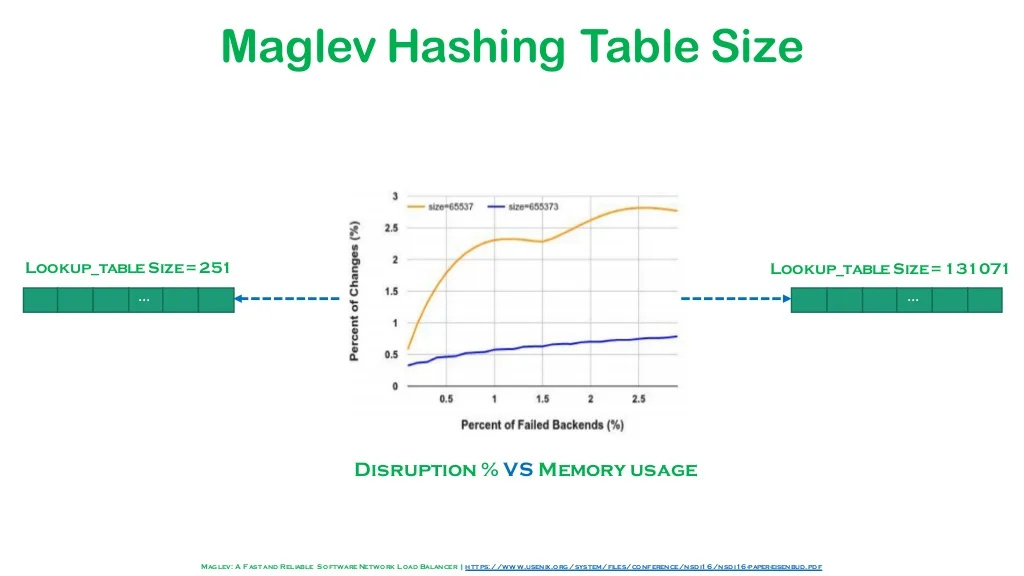 Maglev Hashing Table Size
Lookup_table Size = 251
...
3
2.5
2
1.5
1
0.5
0
Percent of Changes (%)
size=65537
size=655373
0.5
1
1.5
2
2.5
Percent of Failed Backends (%)
Lookup_table Size = 131071
...
Disruption % VS Memory usage
Maglev: A Fast and Reliable Software Network Load Balancer | https://www.usenix.org/system/files/conference/nsdi16/nsdi16-paper-eisenbud.pdf